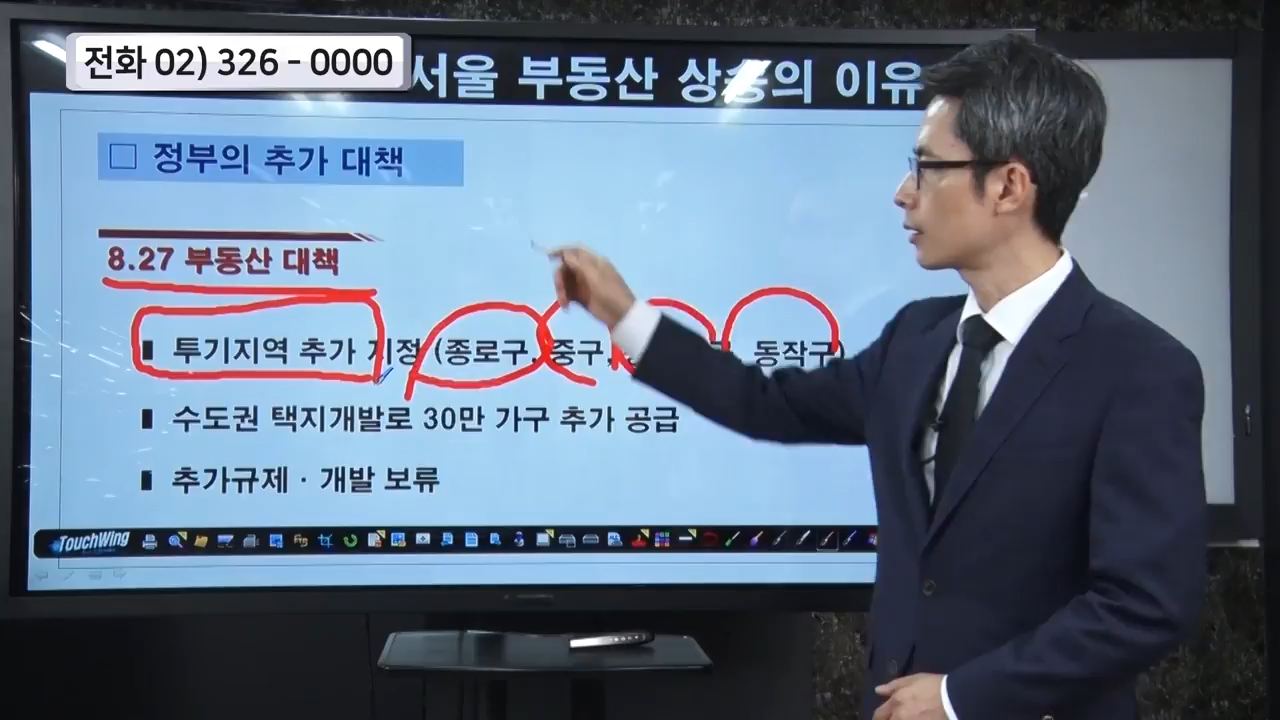 전화 02) 326 - 0000
서울 부동산 상승의 이유
□ 정부의 추가 대책
8.27 부동산 대책
투기지역 추가 지정 (종로구, 중구, 동작구)
수도권 택지개발로 30만 가구 추가 공급
추가규제 · 개발 보류
TouchWing